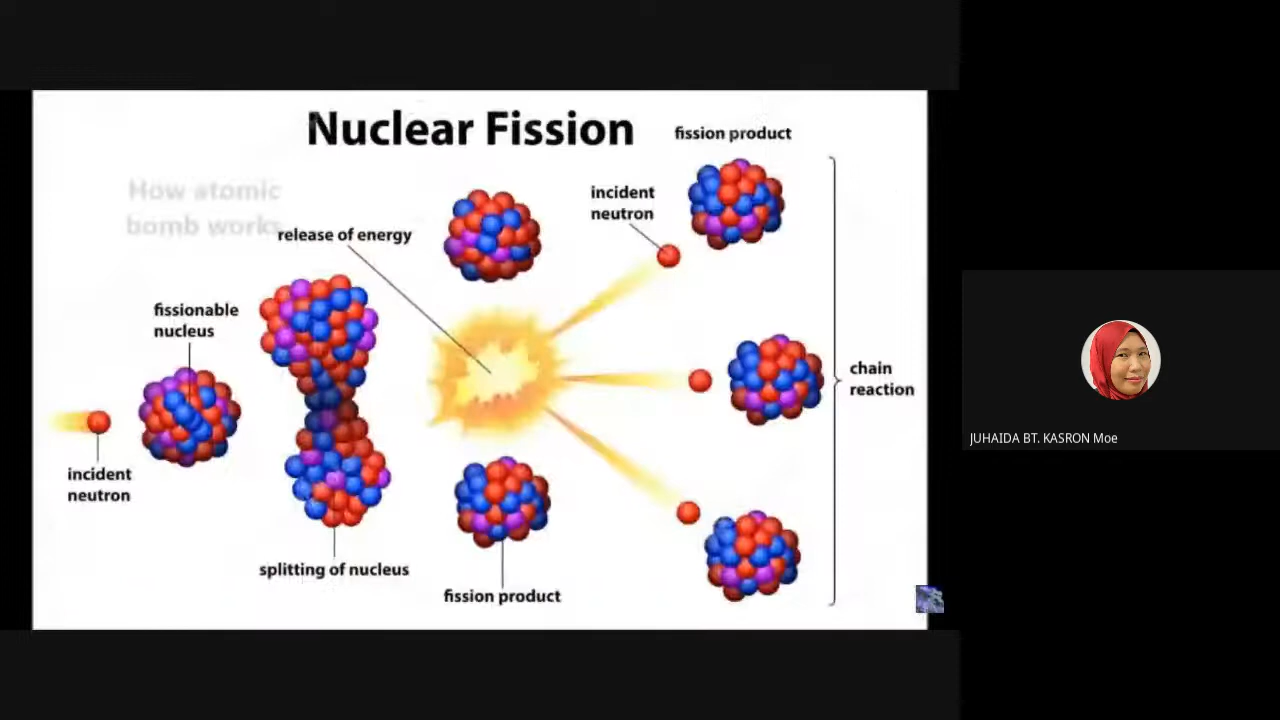 Nuclear Fission
fission product
How atomic
bomb works
incident
neutron
release of energy
fissionable
nucleus
chain
reaction
JUHAIDA BT. KASRON Moe
incident
neutron
splitting of nucleus
fission product